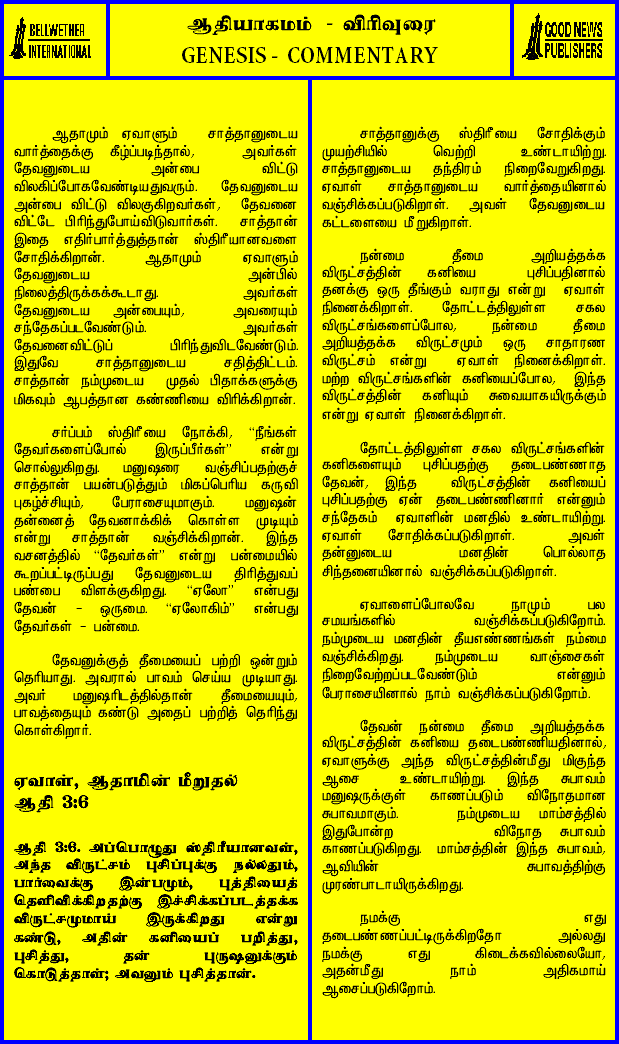 BELLWETHER
INTERNATIONAL
ஆதியாகமம் - விரிவுரை
GENESIS - COMMENTARY
GOOD NEWS
PUBLISHERS
ஆதாமும் ஏவாளும் சாத்தானுடைய
வார்த்தைக்கு கீழ்ப்படிந்தால், அவர்கள்
தேவனுடைய அன்பை விட்டு
விலகிப்போகவேண்டியதுவரும். தேவனுடைய
அன்பை விட்டு விலகுகிறவர்கள், தேவனை
விட்டே பிரிந்துபோய்விடுவார்கள். சாத்தான்
இதை எதிர்பார்த்துத்தான் ஸ்திரீயானவளை
சோதிக்கிறான். ஆதாமும் ஏவாளும்
தேவனுடைய அன்பில்
நிலைத்திருக்கக்கூடாது. அவர்கள்
தேவனுடைய அன்பையும், அவரையும்
சந்தேகப்படவேண்டும். அவர்கள்
தேவனைவிட்டுப் பிரிந்துவிடவேண்டும்.
இதுவே சாத்தானுடைய சதித்திட்டம்.
சாத்தான் நம்முடைய முதல் பிதாக்களுக்கு
மிகவும் ஆபத்தான கண்ணியை விரிக்கிறான்.
சர்ப்பம் ஸ்திரீயை நோக்கி, “நீங்கள்
தேவர்களைப்போல் இருப்பீர்கள்” என்று
சொல்லுகிறது. மனுஷரை வஞ்சிப்பதற்குச்
சாத்தான் பயன்படுத்தும் மிகப்பெரிய கருவி
புகழ்ச்சியும், பேராசையுமாகும். மனுஷன்
தன்னைத் தேவனாக்கிக் கொள்ள முடியும்
என்று சாத்தான் வஞ்சிக்கிறான். இந்த
வசனத்தில் “தேவர்கள்” என்று பன்மையில்
கூறப்பட்டிருப்பது தேவனுடைய திரித்துவப்
பண்பை விளக்குகிறது. “ஏலோ” என்பது
தேவன் - ஒருமை. “ஏலோகிம்” என்பது
தேவர்கள் - பன்மை.
தேவனுக்குத் தீமையைப் பற்றி ஒன்றும்
தெரியாது. அவரால் பாவம் செய்ய முடியாது.
அவர் மனுஷரிடத்தில்தான் தீமையையும்,
பாவத்தையும் கண்டு அதைப் பற்றித் தெரிந்து
கொள்கிறார்.
ஏவாள், ஆதாமின் மீறுதல்
ஆதி 3:6
ஆதி 3:6. அப்பொழுது ஸ்திரீயானவள்,
அந்த விருட்சம் புசிப்புக்கு நல்லதும்,
பார்வைக்கு இன்பமும், புத்தியைத்
தெளிவிக்கிறதற்கு இச்சிக்கப்படத்தக்க
விருட்சமுமாய் இருக்கிறது என்று
கண்டு, அதின் கனியைப் பறித்து,
புசித்து, தன் புருஷனுக்கும்
கொடுத்தாள்; அவனும் புசித்தான்.
சாத்தானுக்கு ஸ்திரீயை சோதிக்கும்
முயற்சியில் வெற்றி உண்டாயிற்று.
சாத்தானுடைய தந்திரம் நிறைவேறுகிறது.
ஏவாள் சாத்தானுடைய வார்த்தையினால்
வஞ்சிக்கப்படுகிறாள். அவள் தேவனுடைய
கட்டளையை மீறுகிறாள்.
நன்மை தீமை அறியத்தக்க
விருட்சத்தின் கனியை புசிப்பதினால்
தனக்கு ஒரு தீங்கும் வராது என்று ஏவாள்
நினைக்கிறாள். தோட்டத்திலுள்ள சகல
விருட்சங்களைப்போல, நன்மை தீமை
அறியத்தக்க விருட்சமும் ஒரு சாதாரண
விருட்சம் என்று ஏவாள் நினைக்கிறாள்.
மற்ற விருட்சங்களின் கனியைப்போல, இந்த
விருட்சத்தின் கனியும் சுவையாகயிருக்கும்
என்று ஏவாள் நினைக்கிறாள்.
தோட்டத்திலுள்ள சகல விருட்சங்களின்
கனிகளையும் புசிப்பதற்கு தடைபண்ணாத
தேவன், இந்த விருட்சத்தின் கனியைப்
புசிப்பதற்கு ஏன் தடைபண்ணினார் என்னும்
சந்தேகம் ஏவாளின் மனதில் உண்டாயிற்று.
ஏவாள் சோதிக்கப்படுகிறாள். அவள்
தன்னுடைய மனதின் பொல்லாத
சிந்தனையினால் வஞ்சிக்கப்படுகிறாள்.
ஏவாளைப்போலவே நாமும் பல
சமயங்களில் வஞ்சிக்கப்படுகிறோம்.
நம்முடைய மனதின் தீயஎண்ணங்கள் நம்மை
வஞ்சிக்கிறது. நம்முடைய வாஞ்சைகள்
நிறைவேற்றப்படவேண்டும் என்னும்
பேராசையினால் நாம் வஞ்சிக்கப்படுகிறோம்.
தேவன் நன்மை தீமை அறியத்தக்க
விருட்சத்தின் கனியை தடைபண்ணியதினால்,
ஏவாளுக்கு அந்த விருட்சத்தின்மீது மிகுந்த
ஆசை உண்டாயிற்று. இந்த சுபாவம்
மனுஷருக்குள் காணப்படும் விநோதமான
சுபாவமாகும். நம்முடைய மாம்சத்தில்
இதுபோன்ற விநோத சுபாவம்
காணப்படுகிறது. மாம்சத்தின் இந்த சுபாவம்,
ஆவியின் சுபாவத்திற்கு
முரண்பாடாயிருக்கிறது.
நமக்கு எது
தடைபண்ணப்பட்டிருக்கிறதோ அல்லது
நமக்கு எது கிடைக்கவில்லையோ,
அதன்மீது நாம் அதிகமாய்
ஆசைப்படுகிறோம்.